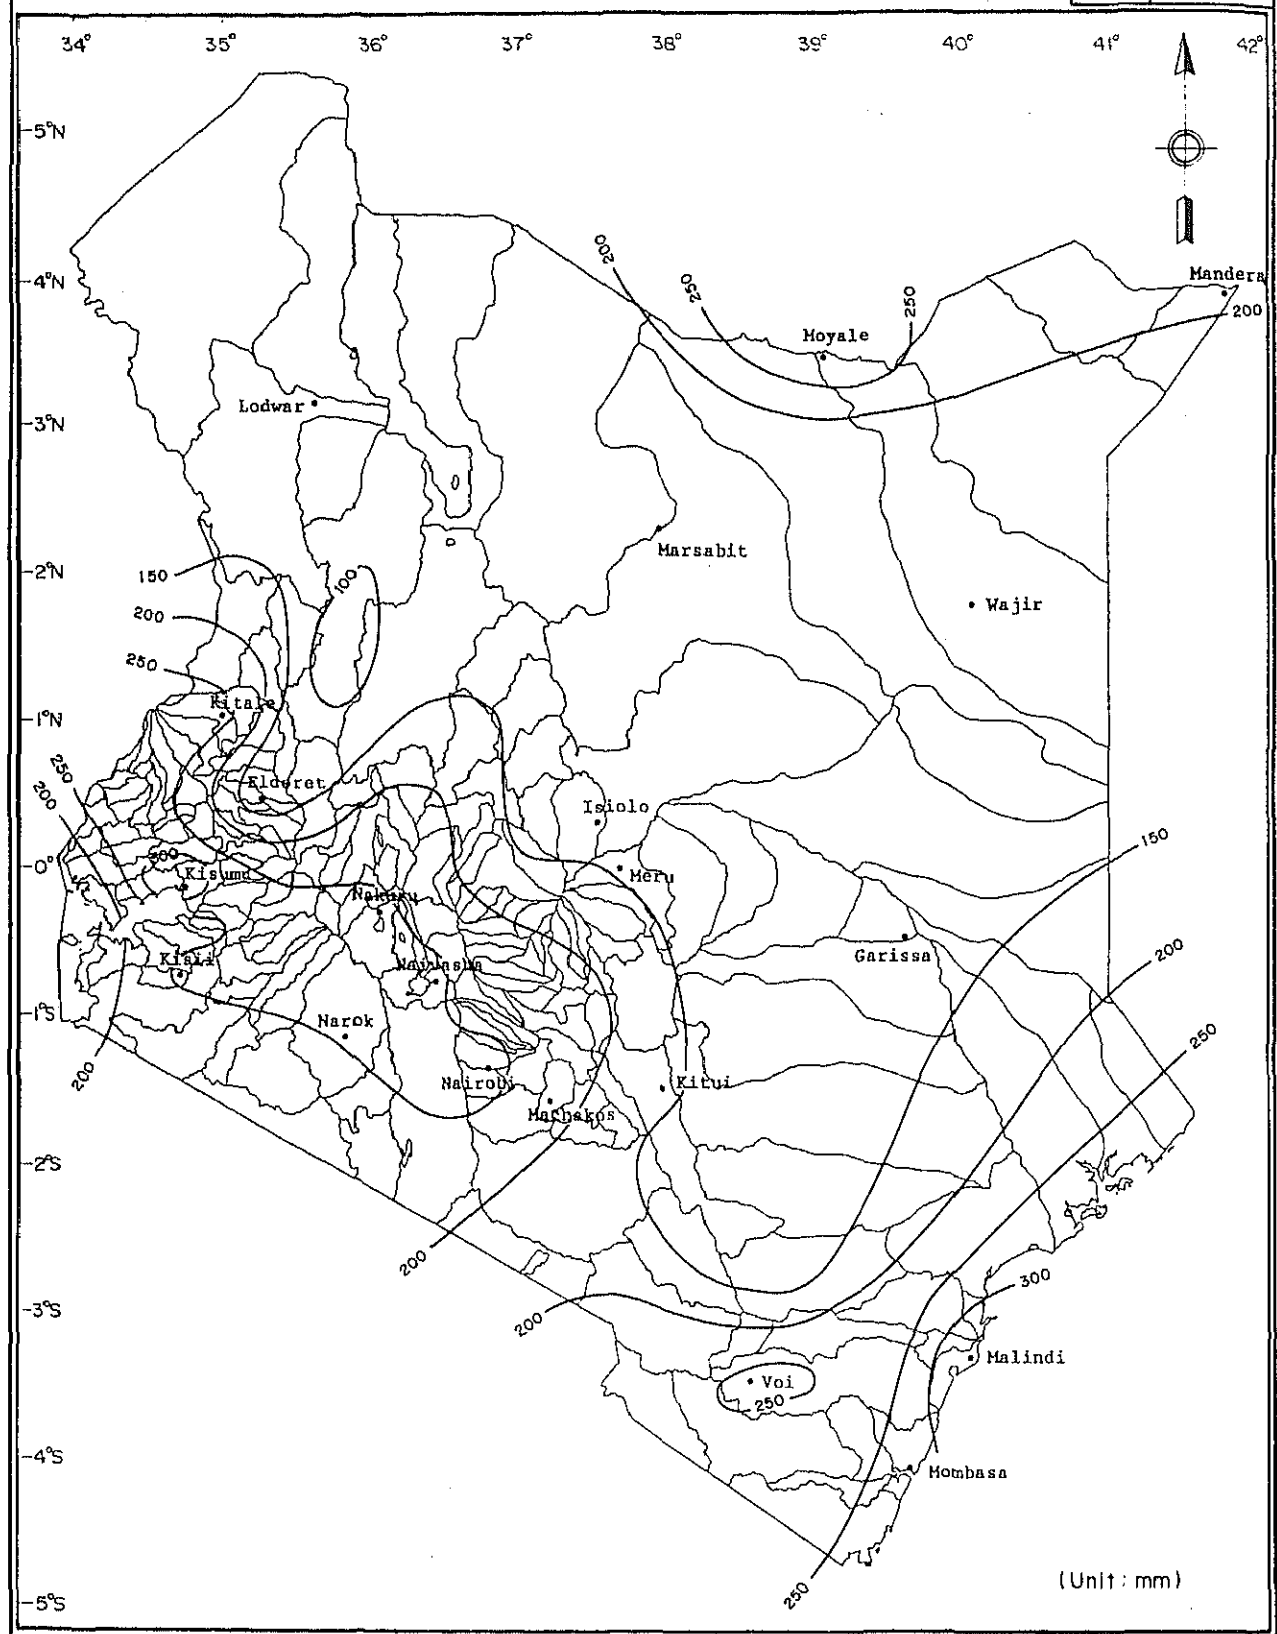 34° 35° 36° 37° 38° 39° 40° 41° 42°
5°N
200
Mandera
4°N
250
250
200
Moyale
Lodwar
3°N
Marsabit
2°N
150
100
200
Wajir
250
Kitale
1°N
250
Eldoret
200
Isiolo
150
300
0°
Kisumu
Meru
Nakuru
Garissa
200
Kisii
Naivasha
1°S
Narok
250
200
Nairobi
Kitui
Machakos
2°S
200
300
3°S
200
Malindi
Voi
250
4°S
Mombasa
250
(Unit : mm)
5°S